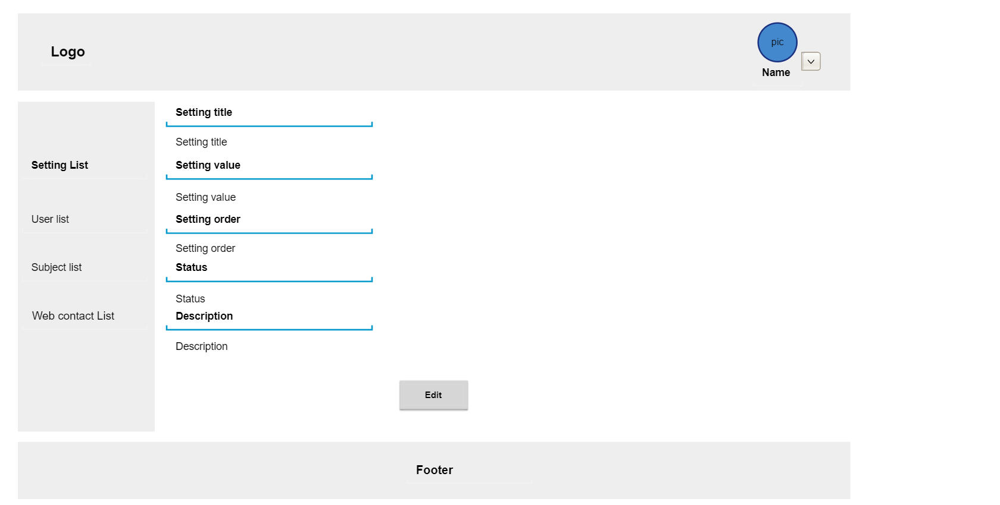 Logo
pic
Name
Setting List
User list
Subject list
Web contact List
Setting title
Setting title
Setting value
Setting value
Setting order
Setting order
Status
Status
Description
Description
Edit
Footer